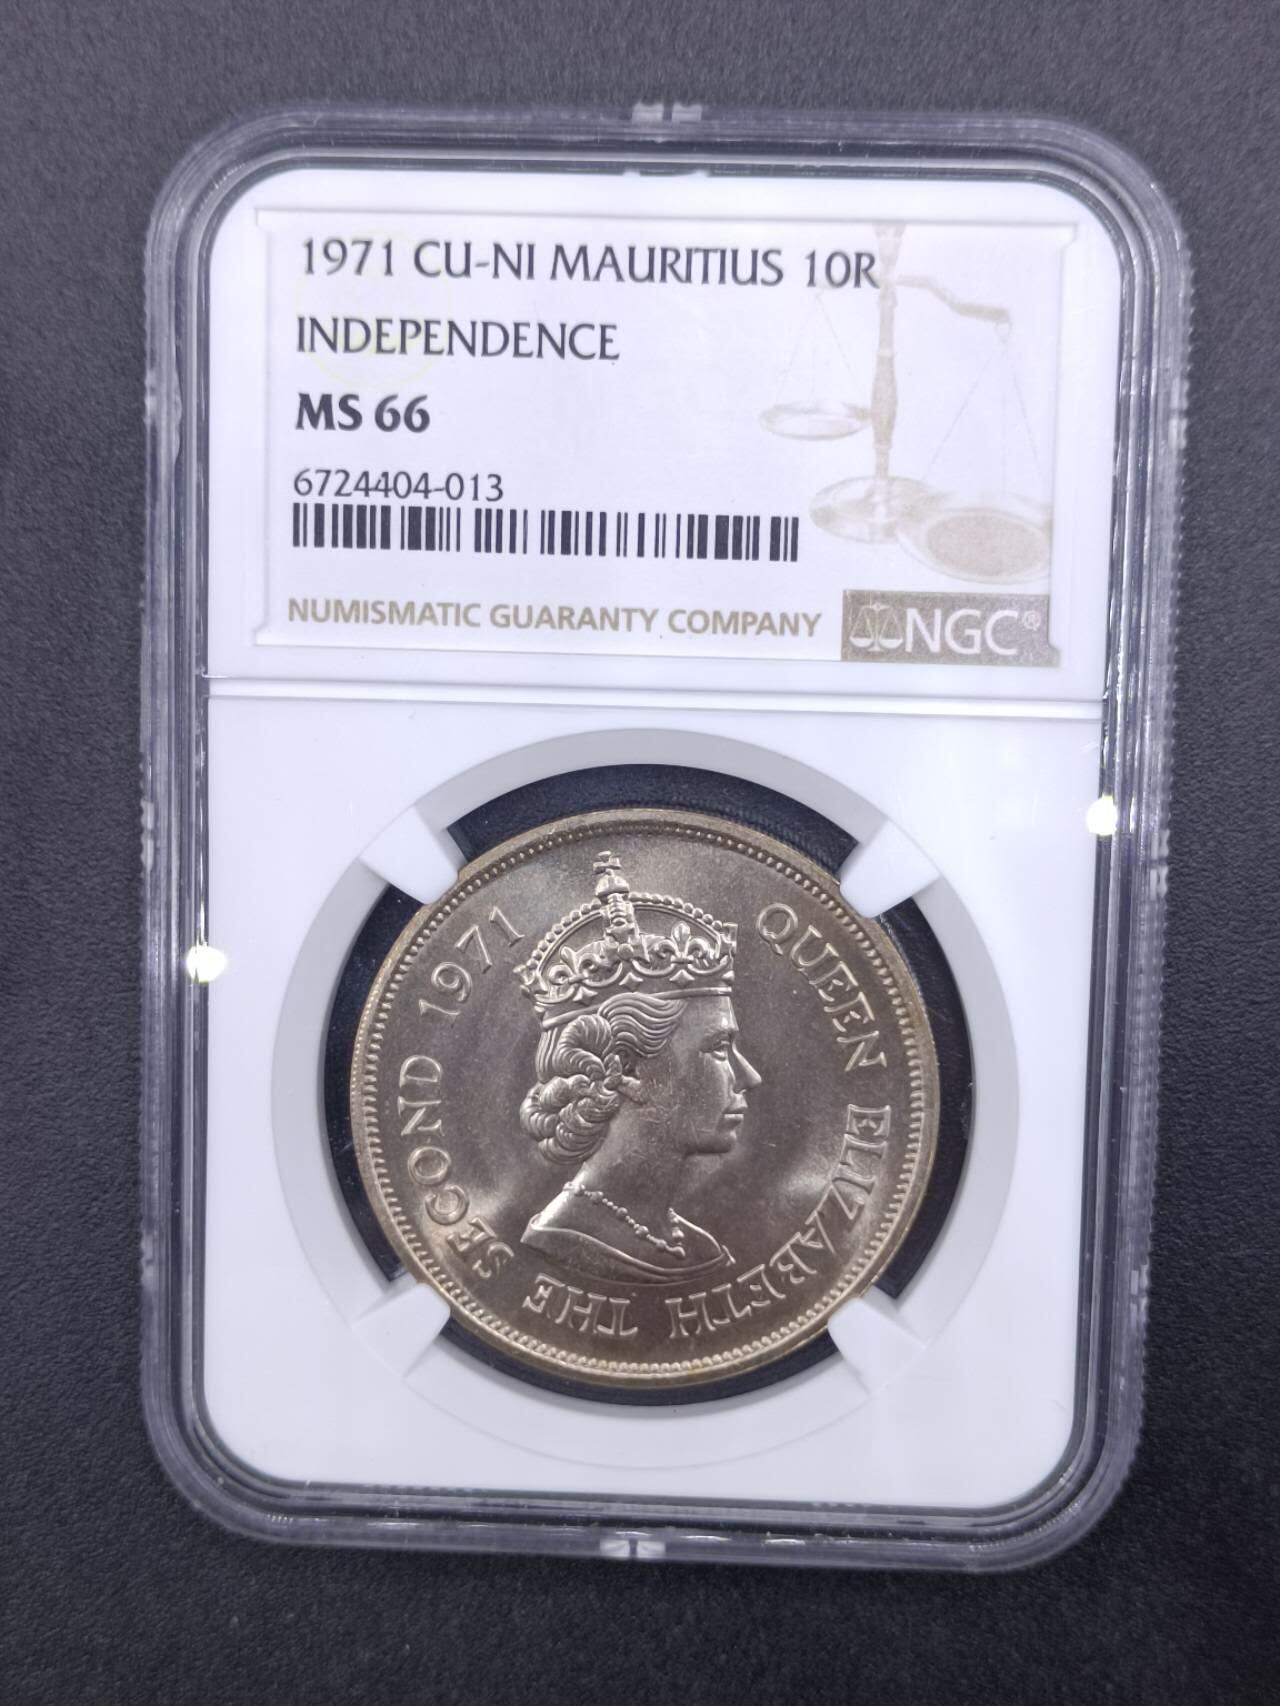 1971 CU-NI MAURITIUS 10R
INDEPENDENCE
MS 66
6724404-013
NUMISMATIC GUARANTY COMPANY
NGC®
QUEEN ELIZABETH THE SECOND 1971